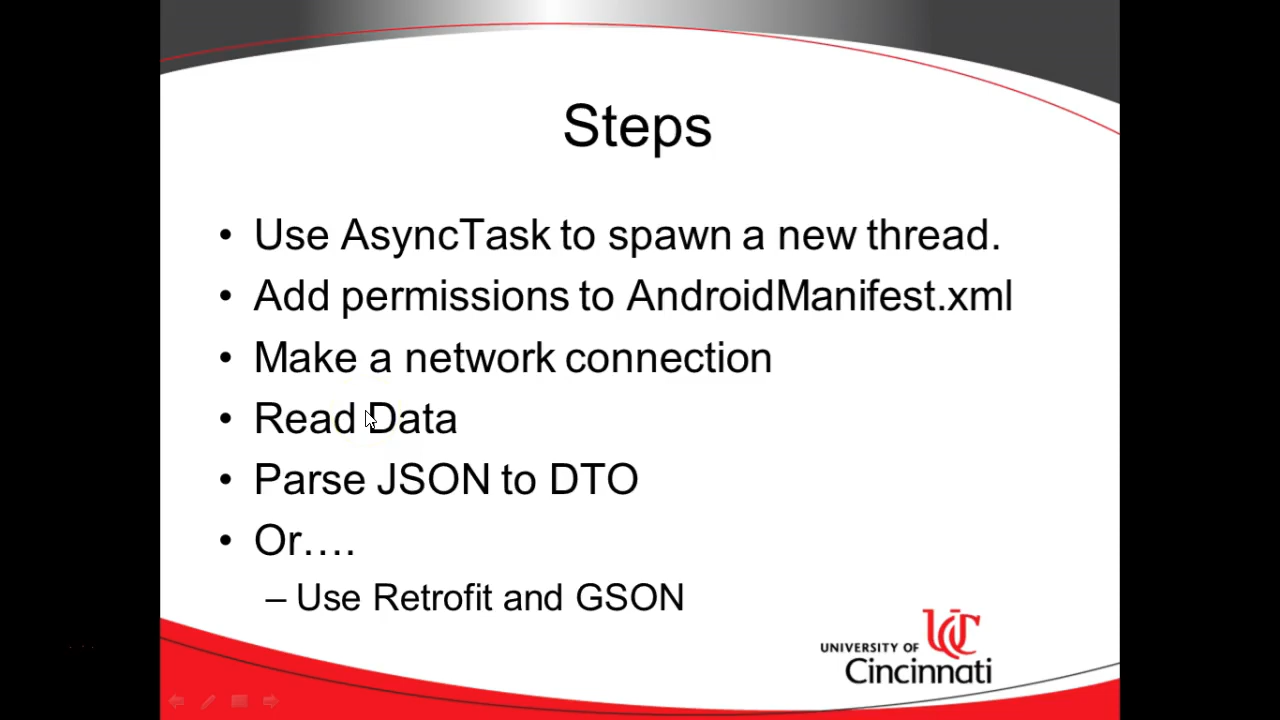 Steps
• Use AsyncTask to spawn a new thread.
• Add permissions to AndroidManifest.xml
• Make a network connection
• Read Data
• Parse JSON to DTO
• Or….
– Use Retrofit and GSON
UC
UNIVERSITY OF
Cincinnati